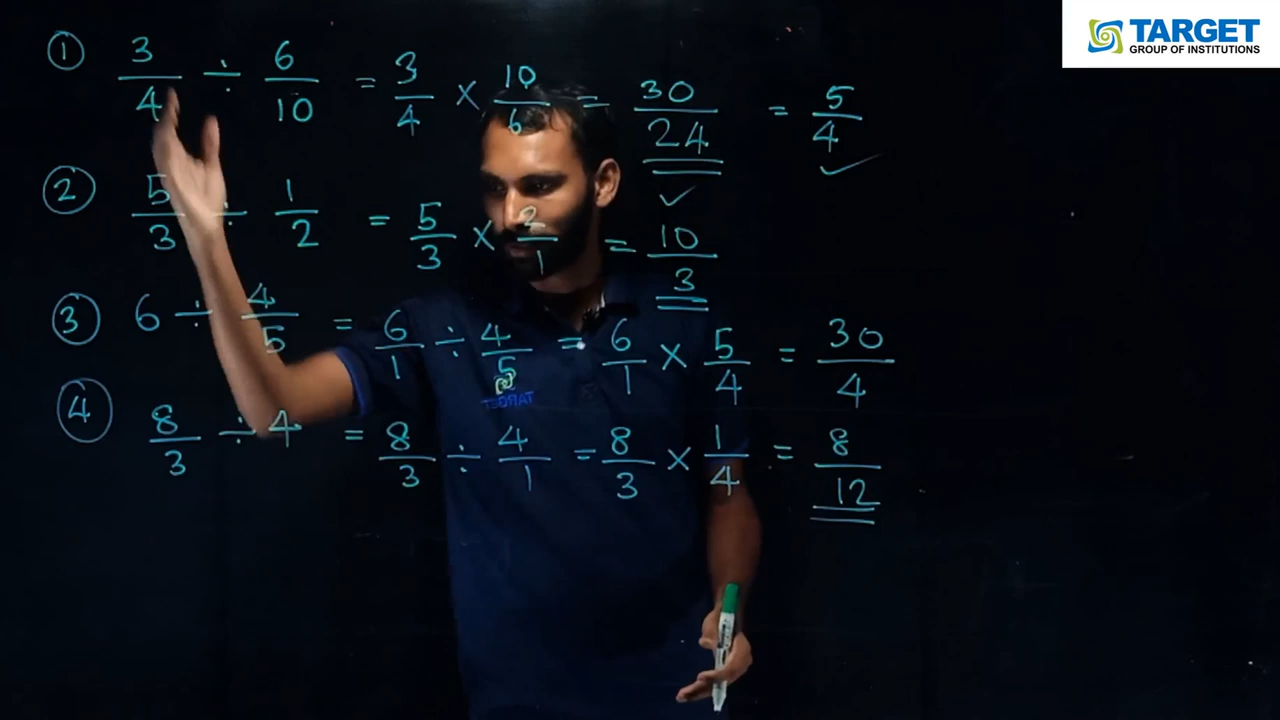 TARGET
GROUP OF INSTITUTIONS
① 3/4 ÷ 6/10 = 3/4 × 10/6 = 30/24 = 5/4
② 5/3 ÷ 1/2 = 5/3 × 2/1 = 10/3
③ 6 ÷ 4/5 = 6/1 ÷ 4/5 = 6/1 × 5/4 = 30/4
④ 8/3 ÷ 4 = 8/3 ÷ 4/1 = 8/3 × 1/4 = 8/12
TARGET